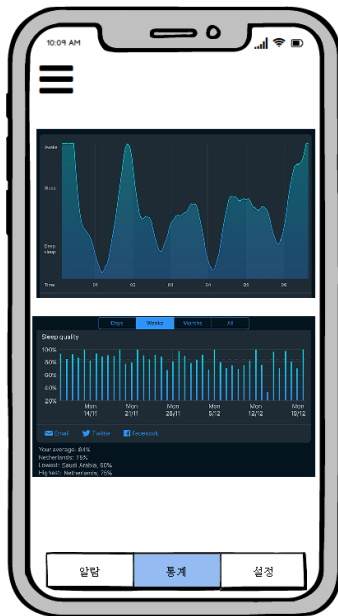 10:09 AM
Awake
Sleep
Deep
sleep
Time 01 02 03 04 05 06
Days Weeks Months All
Sleep quality
100%
80%
60%
40%
20%
Mon Mon Mon Mon Mon Mon
14/11 21/11 28/11 5/12 12/12 19/12
Email Twitter Facebook
Your average: 84%
Netherlands: 75%
Lowest: Saudi Arabia, 60%
Highest: Netherlands, 75%
알람 통계 설정